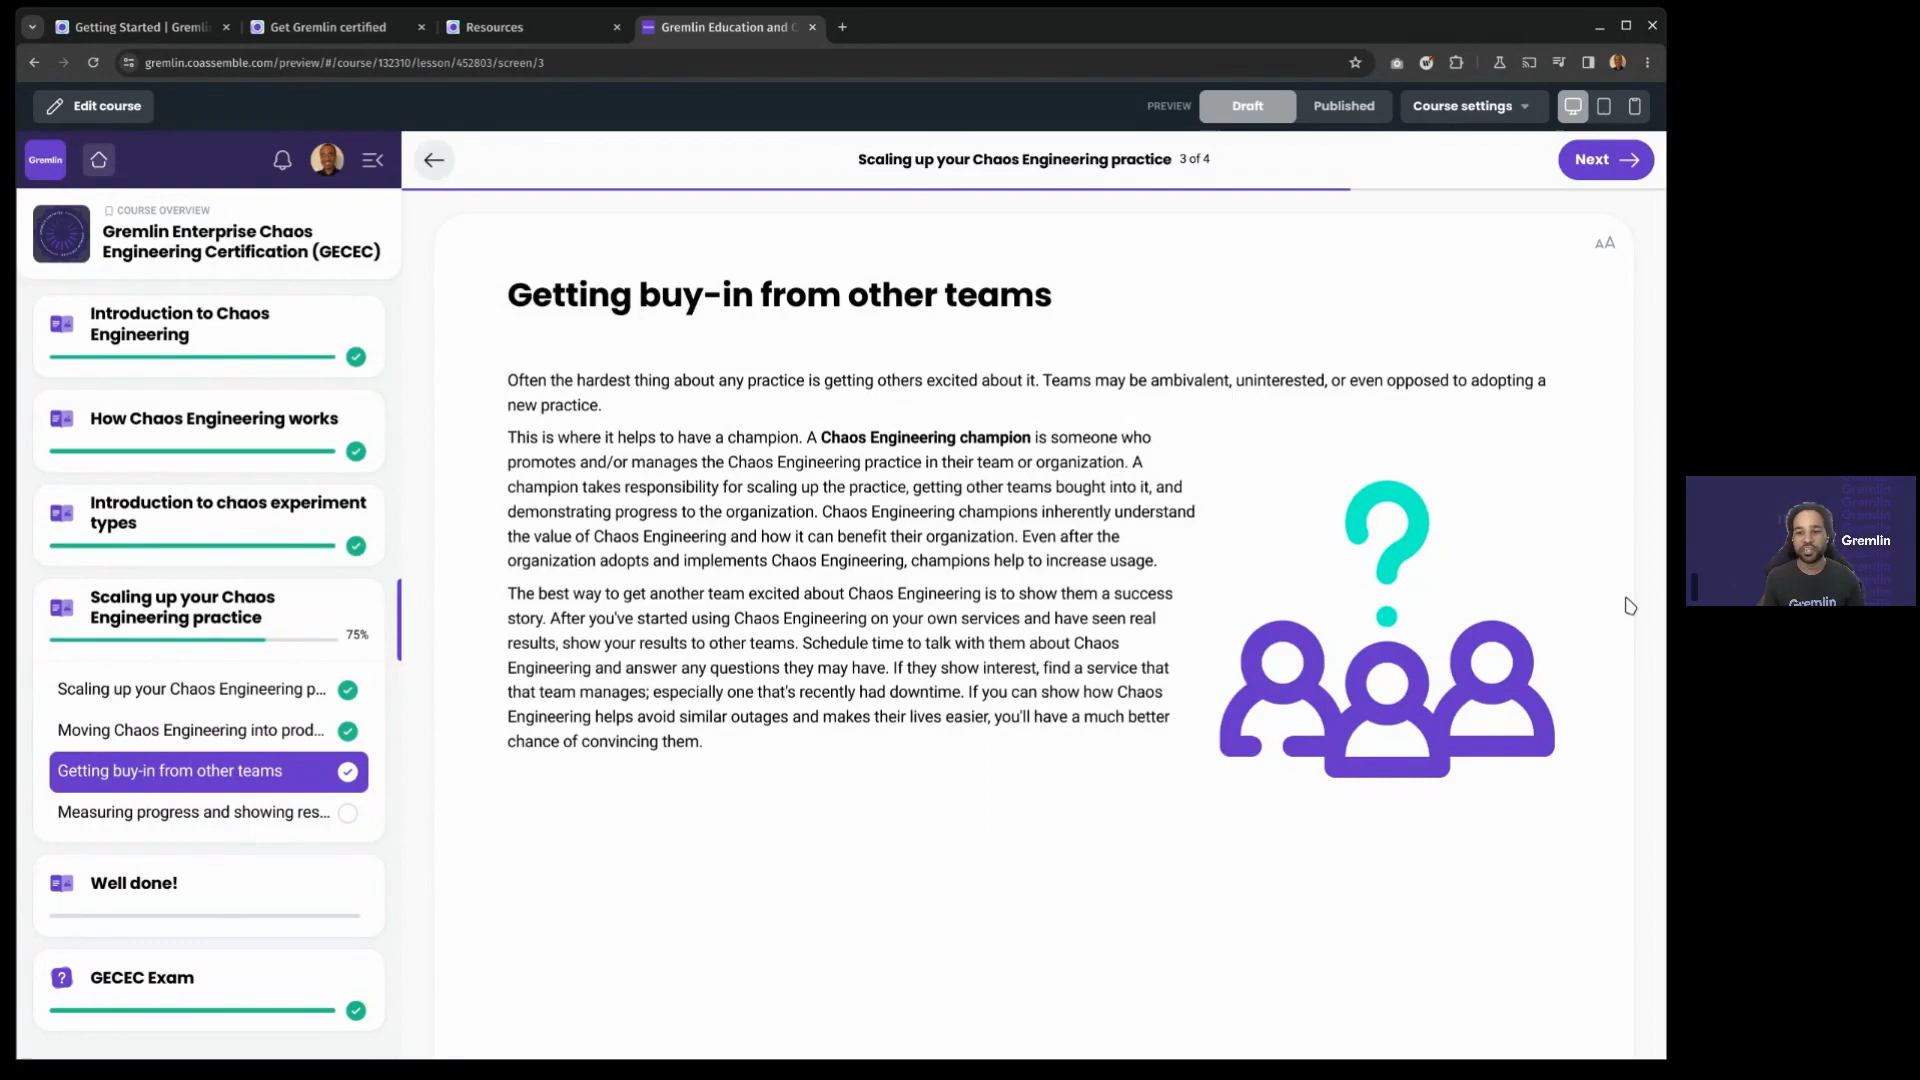 Getting Started | Gremli
Get Gremlin certified
Resources
Gremlin Education and C
gremlin.coassemble.com/preview/#/course/132310/lesson/452803/screen/3
Edit course
PREVIEW
Draft
Published
Course settings
Gremlin
Scaling up your Chaos Engineering practice 3 of 4
Next
COURSE OVERVIEW
Gremlin Enterprise Chaos
Engineering Certification (GECEC)
Introduction to Chaos
Engineering
How Chaos Engineering works
Introduction to chaos experiment
types
Scaling up your Chaos
Engineering practice
75%
Scaling up your Chaos Engineering p...
Moving Chaos Engineering into prod...
Getting buy-in from other teams
Measuring progress and showing res...
Well done!
?
GECEC Exam
AA
Getting buy-in from other teams
Often the hardest thing about any practice is getting others excited about it. Teams may be ambivalent, uninterested, or even opposed to adopting a
new practice.
This is where it helps to have a champion. A Chaos Engineering champion is someone who
promotes and/or manages the Chaos Engineering practice in their team or organization. A
champion takes responsibility for scaling up the practice, getting other teams bought into it, and
demonstrating progress to the organization. Chaos Engineering champions inherently understand
the value of Chaos Engineering and how it can benefit their organization. Even after the
organization adopts and implements Chaos Engineering, champions help to increase usage.
The best way to get another team excited about Chaos Engineering is to show them a success
story. After you've started using Chaos Engineering on your own services and have seen real
results, show your results to other teams. Schedule time to talk with them about Chaos
Engineering and answer any questions they may have. If they show interest, find a service that
that team manages; especially one that's recently had downtime. If you can show how Chaos
Engineering helps avoid similar outages and makes their lives easier, you'll have a much better
chance of convincing them.
?
Gremlin
Gremlin